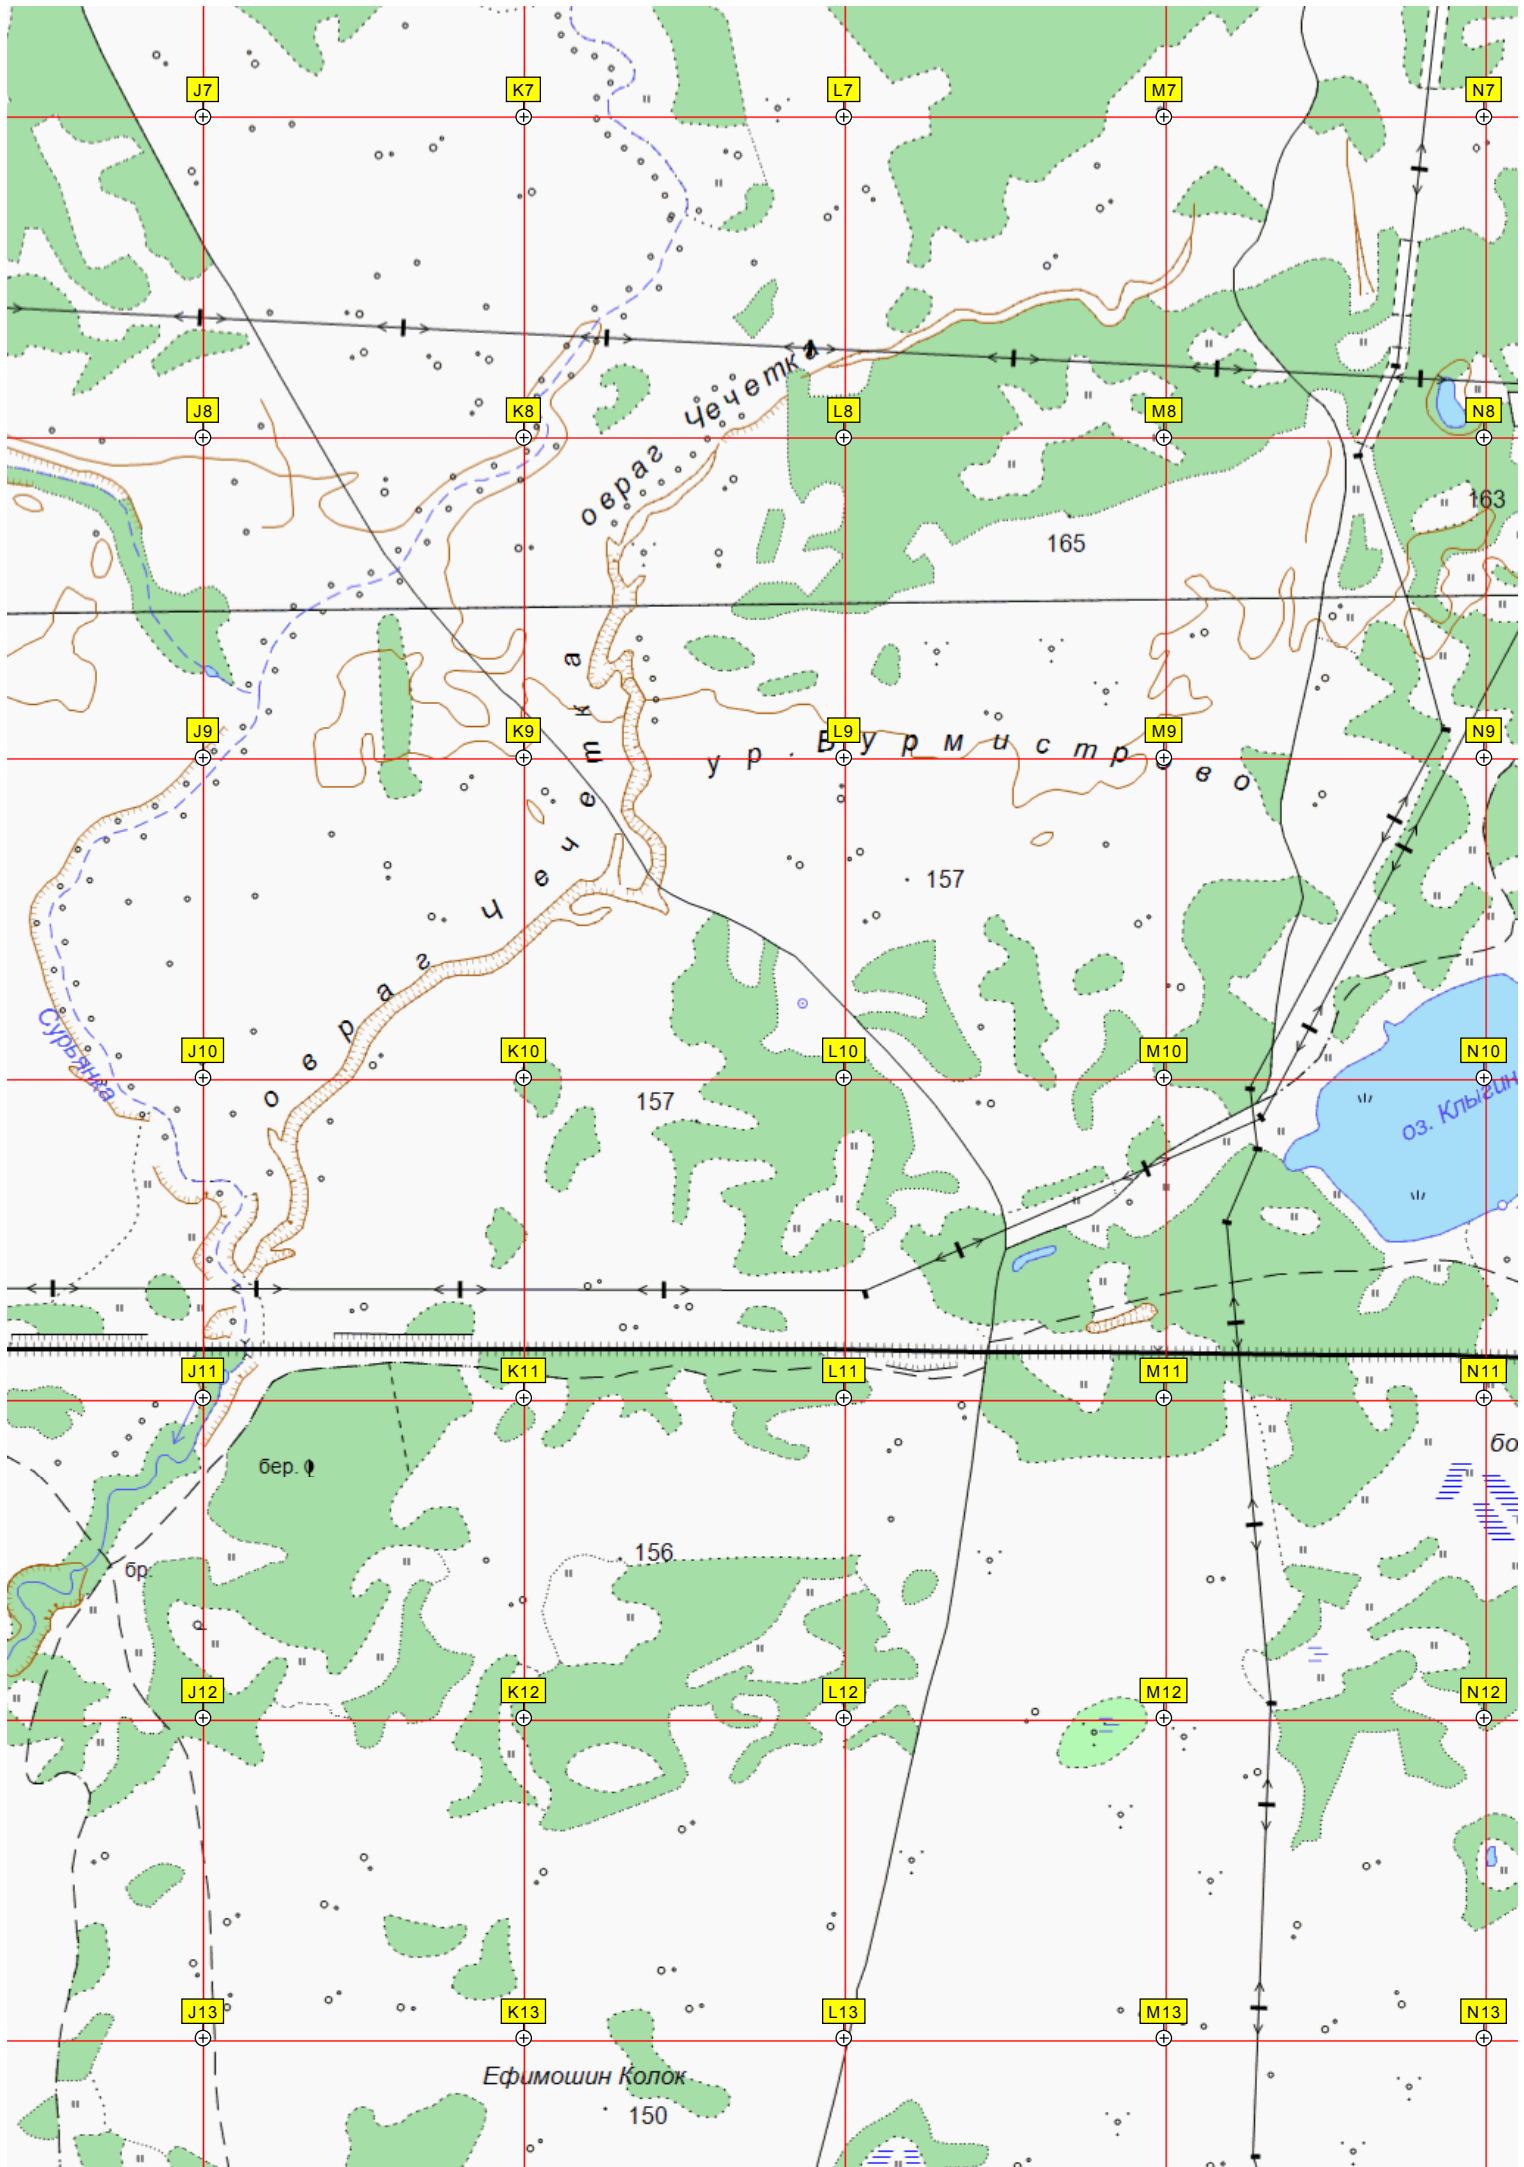 J7 K7 L7 M7 N7
овраг Чечетка
J8 K8 L8 M8 N8
163
165
J9 K9 L9 M9 N9
ур. Бурмистрово
157
овраг Чечетка
Сурьянка
J10 K10 L10 M10 N10
157
оз. Клыгин
J11 K11 L11 M11 N11
бо
бер.
156
бр.
J12 K12 L12 M12 N12
J13 K13 L13 M13 N13
Ефимошин Колок
150